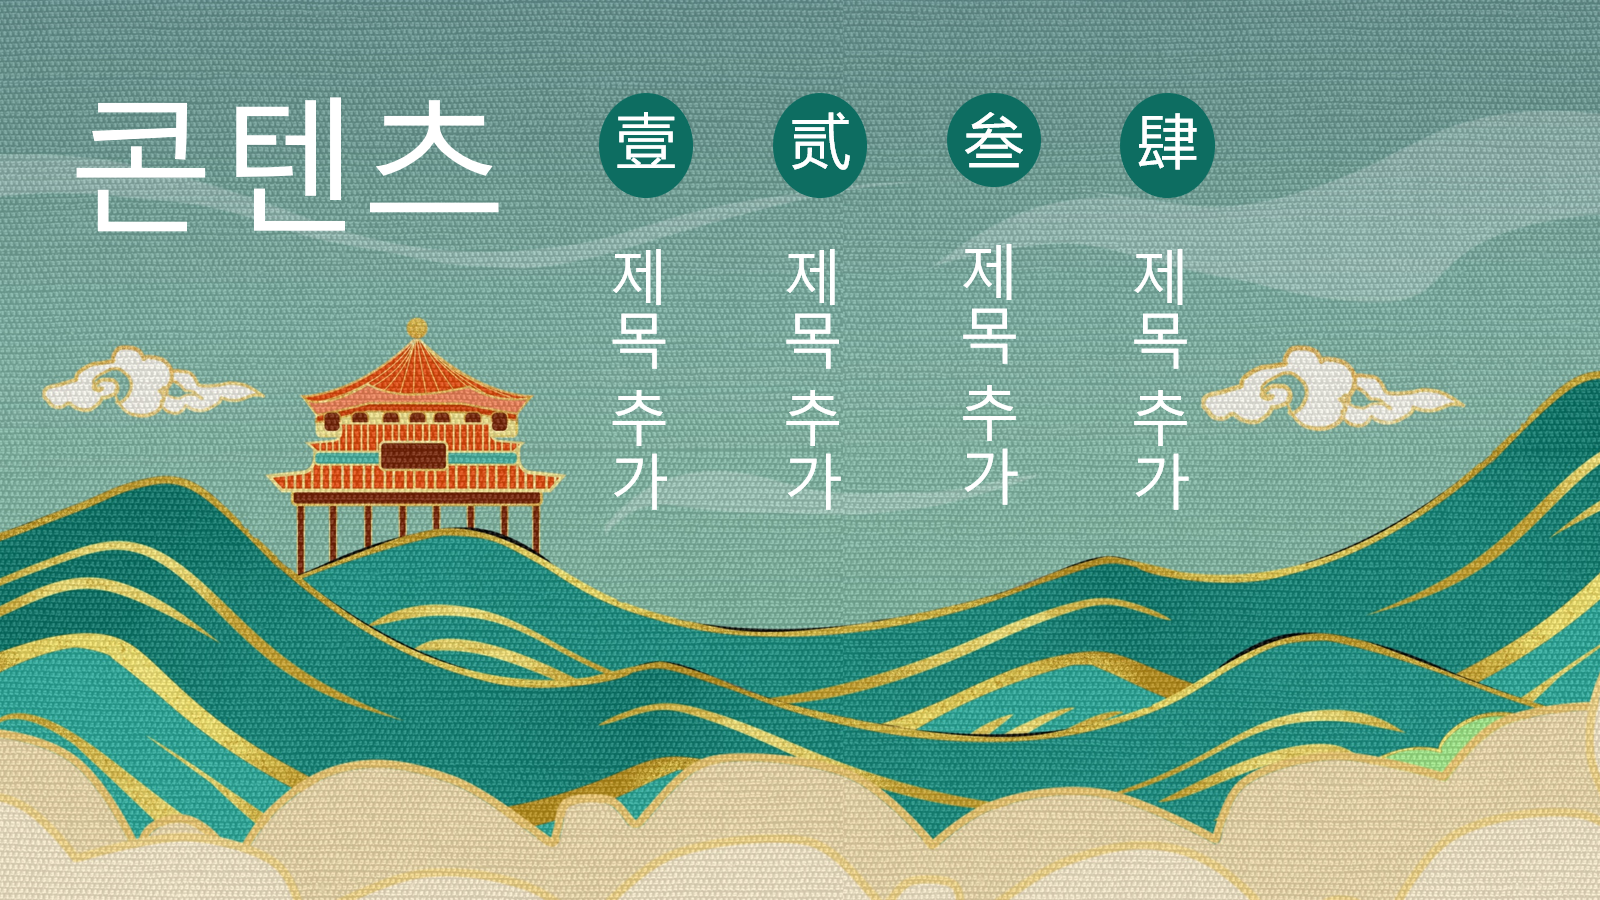 콘텐츠
壹
제목 추가
贰
제목 추가
叁
제목 추가
肆
제목 추가